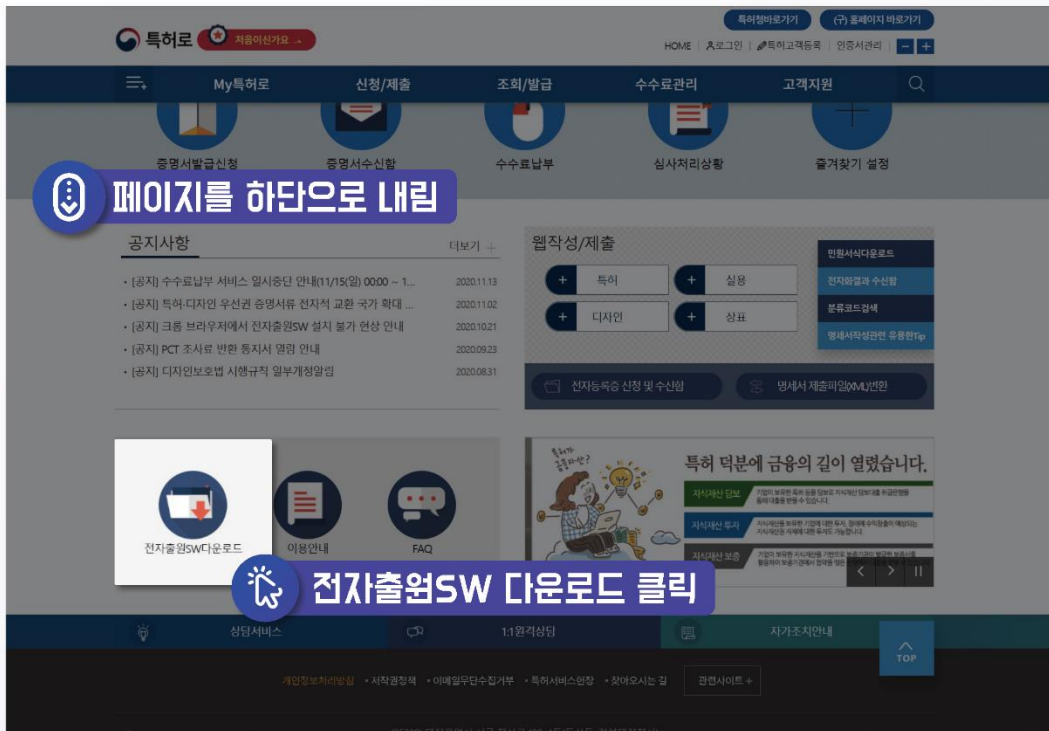 특허청바로가기
(구) 홈페이지 바로가기
특허로
처음이신가요
HOME
로그인
특허고객등록
인증서관리
My특허로
신청/제출
조회/발급
수수료관리
고객지원
증명서발급신청
증명서수신함
수수료납부
심사처리상황
즐겨찾기 설정
페이지를 하단으로 내림
공지사항
더보기 +
• [공지] 수수료납부 서비스 일시중단 안내(11/15(일) 00:00 ~ 1... 2020.11.13
• [공지] 특허·디자인 우선권 증명서류 전자적 교환 국가 확대 ... 2020.11.02
• [공지] 크롬 브라우저에서 전자출원SW 설치 불가 현상 안내 2020.10.21
• [공지] PCT 조사료 반환 통지서 열람 안내 2020.09.23
• [공지] 디자인보호법 시행규칙 일부개정알림 2020.08.31
웹작성/제출
+ 특허
+ 실용
+ 디자인
+ 상표
민원서식다운로드
전자화결과 수신함
분류코드검색
명세서작성관련 유용한Tip
전자등록증 신청 및 수신함
명세서 제출파일(XML)변환
전자출원SW다운로드
이용안내
FAQ
전자출원SW 다운로드 클릭
특허 덕분에 금융의 길이 열렸습니다.
지식재산 담보
지식재산 투자
지식재산 보증
상담서비스
1:1원격상담
자가조치안내
TOP
개인정보처리방침
• 저작권정책
• 이메일무단수집거부
• 특허서비스헌장
• 찾아오시는 길
관련사이트 +